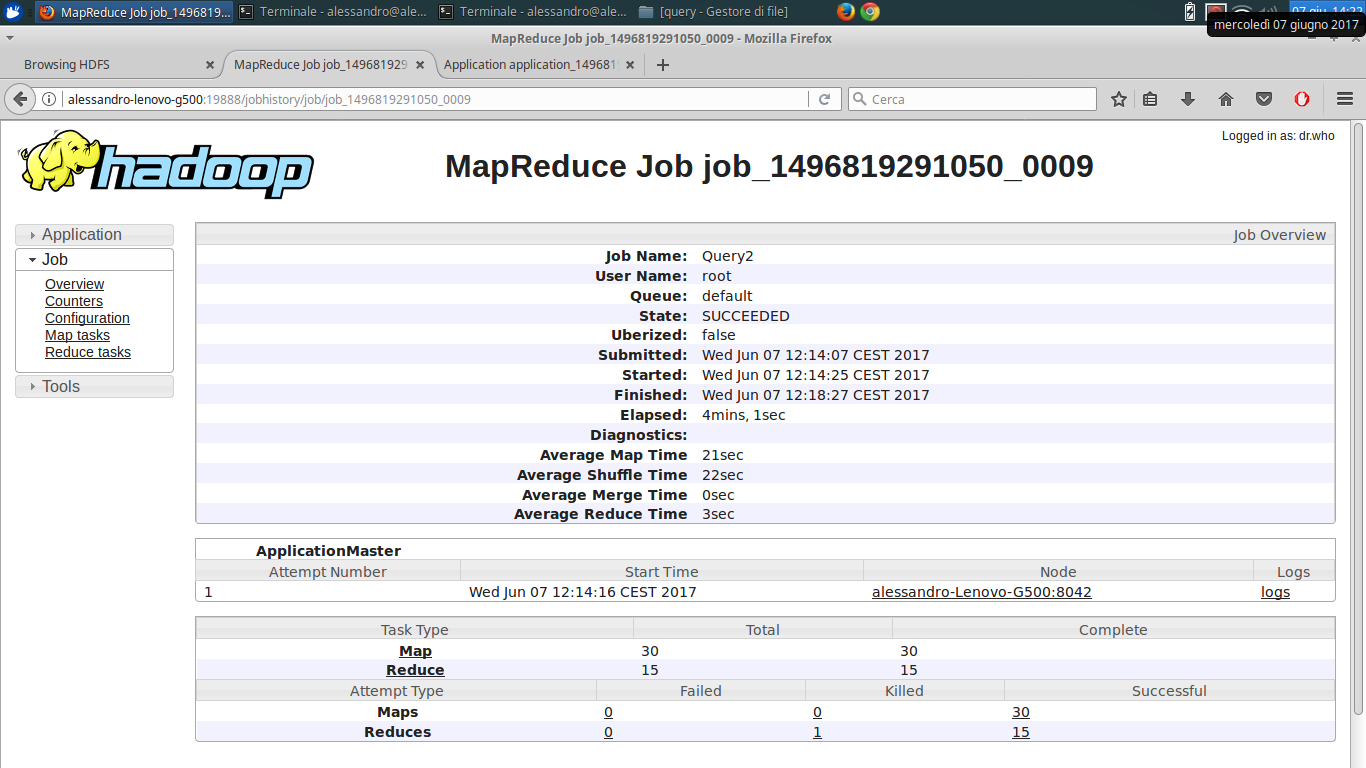 MapReduce Job job_1496819...
Terminale - alessandro@ale...
Terminale - alessandro@ale...
[query - Gestore di file]
mercoledì 07 giugno 2017
MapReduce Job job_1496819291050_0009 - Mozilla Firefox
Browsing HDFS
MapReduce Job job_149681929
Application application_149681
alessandro-lenovo-g500:19888/jobhistory/job/job_1496819291050_0009
Cerca
Logged in as: dr.who
hadoop
MapReduce Job job_1496819291050_0009
Application
Job
Overview
Counters
Configuration
Map tasks
Reduce tasks
Tools
Job Overview
Job Name: Query2
User Name: root
Queue: default
State: SUCCEEDED
Uberized: false
Submitted: Wed Jun 07 12:14:07 CEST 2017
Started: Wed Jun 07 12:14:25 CEST 2017
Finished: Wed Jun 07 12:18:27 CEST 2017
Elapsed: 4mins, 1sec
Diagnostics:
Average Map Time 21sec
Average Shuffle Time 22sec
Average Merge Time 0sec
Average Reduce Time 3sec
ApplicationMaster
Attempt Number Start Time Node Logs
1 Wed Jun 07 12:14:16 CEST 2017 alessandro-Lenovo-G500:8042 logs
Task Type Total Complete
Map 30 30
Reduce 15 15
Attempt Type Failed Killed Successful
Maps 0 0 30
Reduces 0 1 15